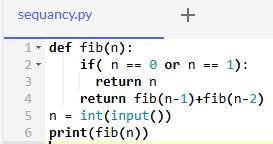 sequancy.py +
1 def fib(n):
2     if( n == 0 or n == 1):
3       return n
4     return fib(n-1)+fib(n-2)
5 n = int(input())
6 print(fib(n))